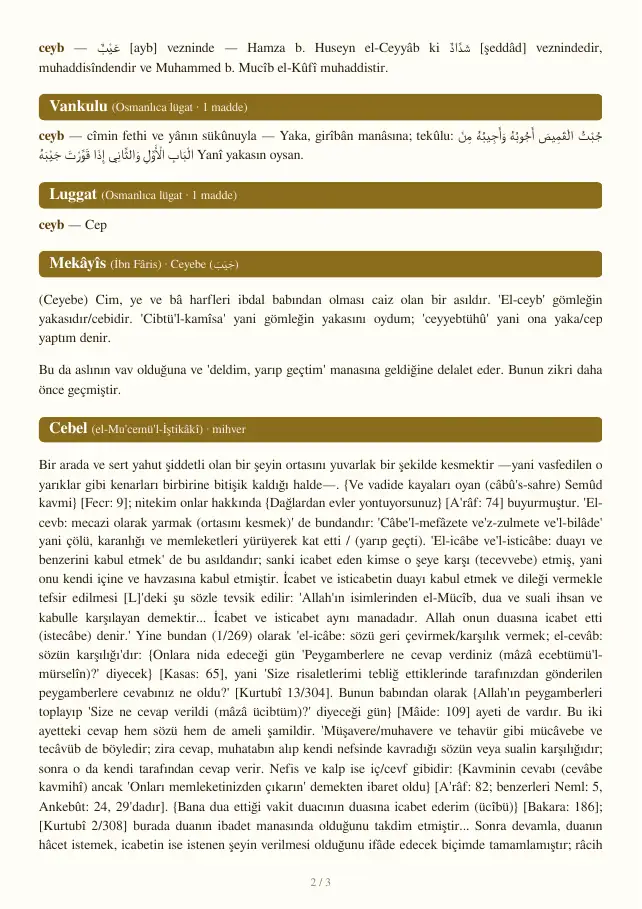 ceyb — عَيْبٌ [ayb] vezninde — Hamza b. Huseyn el-Ceyyâb ki شَدَّادٌ [şeddâd] veznindedir,
muhaddisîndendir ve Muhammed b. Mucîb el-Kûfî muhaddistir.
Vankulu (Osmanlıca lügat · 1 madde)
ceyb — cîmin fethi ve yânın sükûnuyla — Yaka, girîbân manâsına; tekûlu: جُبْتُ الْقَمِيصَ أَجُوبُهُ وَأَجِيبُهُ مِنَ
الْبَابِ الْأَوَّلِ وَالثَّانِي إِذَا قَوَّرْتَ جَيْبَهُ Yanî yakasın oysan.
Luggat (Osmanlıca lügat · 1 madde)
ceyb — Cep
Mekâyîs (İbn Fâris) · Ceyebe (جَيَبَ)
(Ceyebe) Cim, ye ve bâ harfleri ibdal babından olması caiz olan bir asıldır. 'El-ceyb' gömleğin
yakasıdır/cebidir. 'Cibtü'l-kamîsa' yani gömleğin yakasını oydum; 'ceyyebtühû' yani ona yaka/cep
yaptım denir.
Bu da aslının vav olduğuna ve 'deldim, yarıp geçtim' manasına geldiğine delalet eder. Bunun zikri daha
önce geçmiştir.
Cebel (el-Mu'cemü'l-İştikâkî) · mihver
Bir arada ve sert yahut şiddetli olan bir şeyin ortasını yuvarlak bir şekilde kesmektir —yani vasfedilen o
yarıklar gibi kenarları birbirine bitişik kaldığı halde—. {Ve vadide kayaları oyan (câbû's-sahre) Semûd
kavmi} [Fecr: 9]; nitekim onlar hakkında {Dağlardan evler yontuyorsunuz} [A'râf: 74] buyurmuştur. 'El-
cevb: mecazi olarak yarmak (ortasını kesmek)' de bundandır: 'Câbe'l-mefâzete ve'z-zulmete ve'l-bilâde'
yani çölü, karanlığı ve memleketleri yürüyerek kat etti / (yarıp geçti). 'El-icâbe ve'l-isticâbe: duayı ve
benzerini kabul etmek' de bu asıldandır; sanki icabet eden kimse o şeye karşı (tecevvebe) etmiş, yani
onu kendi içine ve havzasına kabul etmiştir. İcabet ve isticabetin duayı kabul etmek ve dileği vermekle
tefsir edilmesi [L]'deki şu sözle tevsik edilir: 'Allah'ın isimlerinden el-Mücîb, dua ve suali ihsan ve
kabulle karşılayan demektir... İcabet ve isticabet aynı manadadır. Allah onun duasına icabet etti
(istecâbe) denir.' Yine bundan (1/269) olarak 'el-icâbe: sözü geri çevirmek/karşılık vermek; el-cevâb:
sözün karşılığı'dır: {Onlara nida edeceği gün 'Peygamberlere ne cevap verdiniz (mâzâ ecebtümü'l-
mürselîn)?' diyecek} [Kasas: 65], yani 'Size risaletlerimi tebliğ ettiklerinde tarafınızdan gönderilen
peygamberlere cevabınız ne oldu?' [Kurtubî 13/304]. Bunun babından olarak {Allah'ın peygamberleri
toplayıp 'Size ne cevap verildi (mâzâ ücibtüm)?' diyeceği gün} [Mâide: 109] ayeti de vardır. Bu iki
ayetteki cevap hem sözü hem de ameli şamildir. 'Müşavere/muhavere ve tehavür gibi mücâvebe ve
tecâvüb de böyledir; zira cevap, muhatabın alıp kendi nefsinde kavradığı sözün veya sualin karşılığıdır;
sonra o da kendi tarafından cevap verir. Nefis ve kalp ise iç/cevf gibidir: {Kavminin cevabı (cevâbe
kavmihî) ancak 'Onları memleketinizden çıkarın' demekten ibaret oldu} [A'râf: 82; benzerleri Neml: 5,
Ankebût: 24, 29'dadır]. {Bana dua ettiği vakit duacının duasına icabet ederim (ücîbü)} [Bakara: 186];
[Kurtubî 2/308] burada duanın ibadet manasında olduğunu takdim etmiştir... Sonra devamla, duanın
hâcet istemek, icabetin ise istenen şeyin verilmesi olduğunu ifâde edecek biçimde tamamlamıştır; râcih
2 / 3